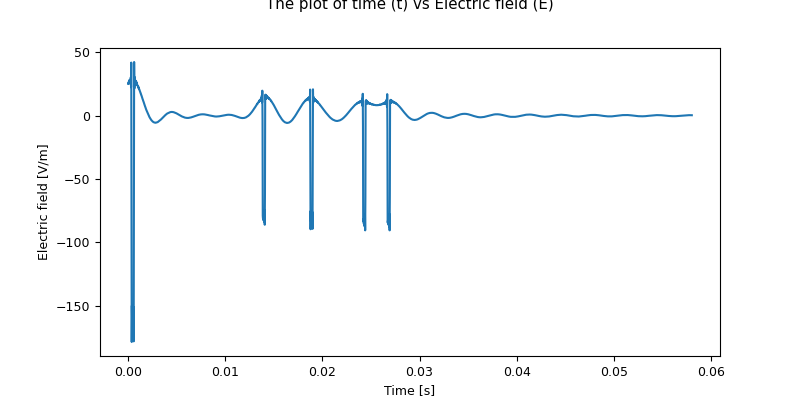 The plot of time (t) vs Electric field (E)
50
0
−50
−100
−150
Electric field [V/m]
0.00 0.01 0.02 0.03 0.04 0.05 0.06
Time [s]